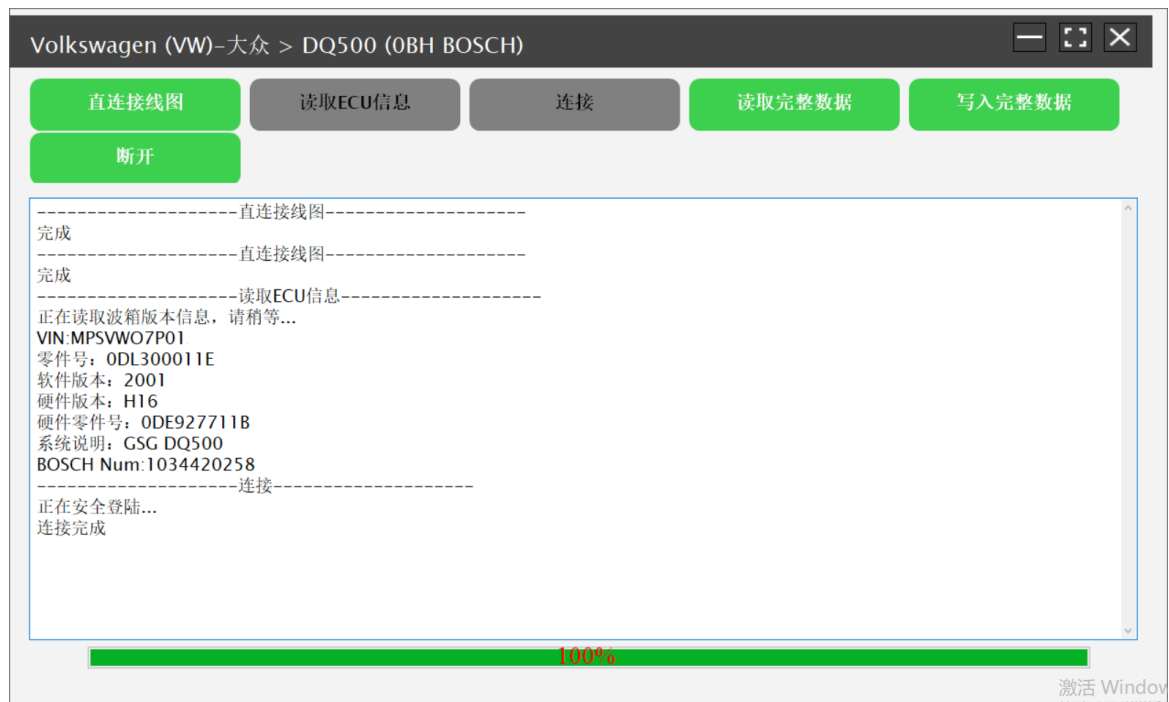 Volkswagen (VW)-大众 > DQ500 (0BH BOSCH)
直连接线图 读取ECU信息 连接 读取完整数据 写入完整数据
断开
--------------------直连接线图--------------------
完成
--------------------直连接线图--------------------
完成
--------------------读取ECU信息--------------------
正在读取波箱版本信息，请稍等...
VIN:MPSVWO7P01
零件号：0DL300011E
软件版本：2001
硬件版本：H16
硬件零件号：0DE927711B
系统说明：GSG DQ500
BOSCH Num:1034420258
--------------------连接--------------------
正在安全登陆...
连接完成
100%
激活 Window